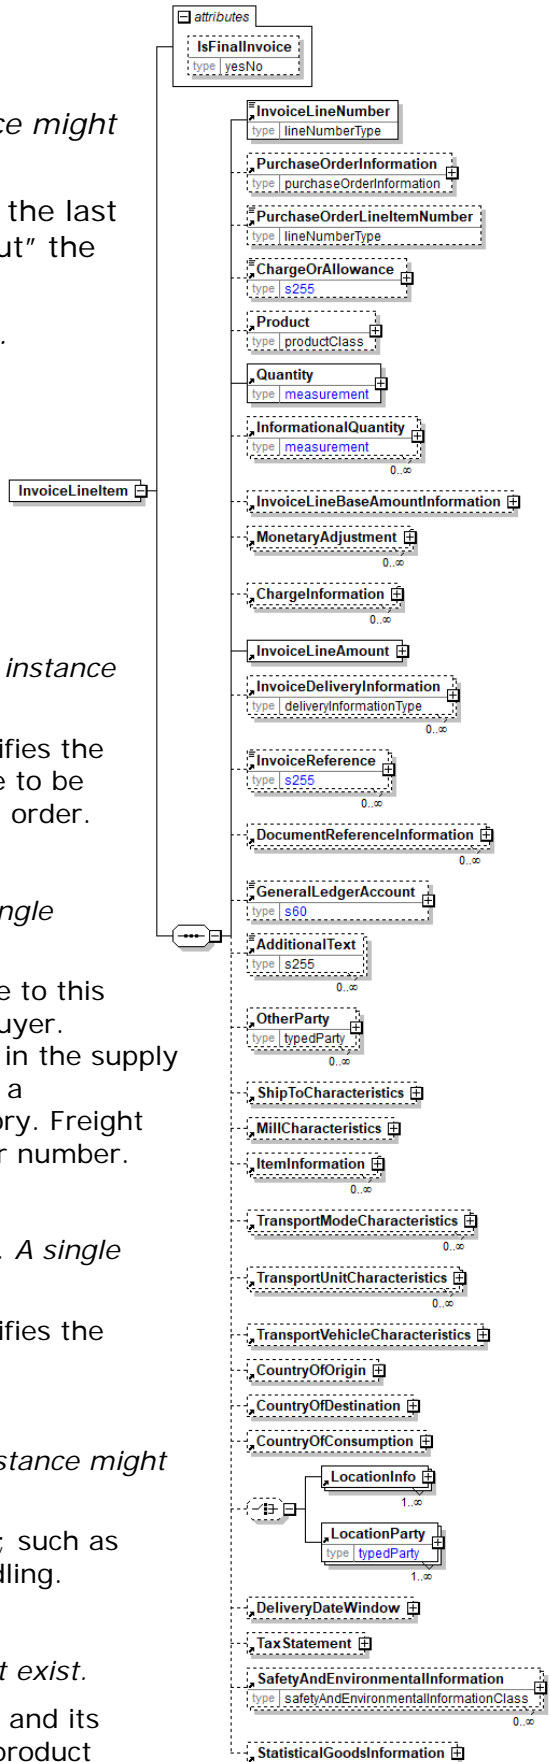 attributes
IsFinalInvoice
type yesNo
ce might
InvoiceLineNumber
type lineNumberType
PurchaseOrderInformation
type purchaseOrderInformation
the last
PurchaseOrderLineItemNumber
type lineNumberType
ut" the
ChargeOrAllowance
type s255
.
Product
type productClass
Quantity
type measurement
InformationalQuantity
type measurement
0..∞
InvoiceLineItem
InvoiceLineBaseAmountInformation
MonetaryAdjustment
0..∞
ChargeInformation
0..∞
InvoiceLineAmount
instance
InvoiceDeliveryInformation
type deliveryInformationType
0..∞
ifies the
InvoiceReference
type s255
e to be
0..∞
order.
DocumentReferenceInformation
0..∞
GeneralLedgerAccount
type s60
ngle
AdditionalText
type s255
0..∞
e to this
OtherParty
type typedParty
uyer.
0..∞
in the supply
ShipToCharacteristics
a
MillCharacteristics
ory. Freight
ItemInformation
r number.
0..∞
TransportModeCharacteristics
0..∞
. A single
TransportUnitCharacteristics
0..∞
ifies the
TransportVehicleCharacteristics
CountryOfOrigin
CountryOfDestination
CountryOfConsumption
stance might
LocationInfo
1..∞
LocationParty
type typedParty
1..∞
; such as
dling.
DeliveryDateWindow
TaxStatement
t exist.
SafetyAndEnvironmentalInformation
type safetyAndEnvironmentalInformationClass
0..∞
and its
product
StatisticalGoodsInformation